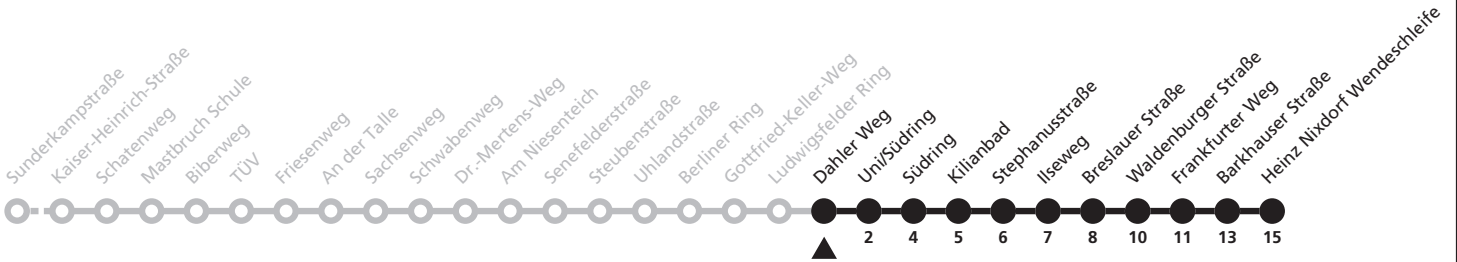 Sunderkampstraße
Kaiser-Heinrich-Straße
Schatenweg
Mastbruch Schule
Biberweg
TÜV
Friesenweg
An der Talle
Sachsenweg
Schwabenweg
Dr.-Mertens-Weg
Am Niesenteich
Senefelderstraße
Steubenstraße
Uhlandstraße
Berliner Ring
Gottfried-Keller-Weg
Ludwigsfelder Ring
Dahler Weg
Uni/Südring
Südring
Kilianbad
Stephanusstraße
Ilseweg
Breslauer Straße
Waldenburger Straße
Frankfurter Weg
Barkhauser Straße
Heinz Nixdorf Wendeschleife
2 4 5 6 7 8 10 11 13 15